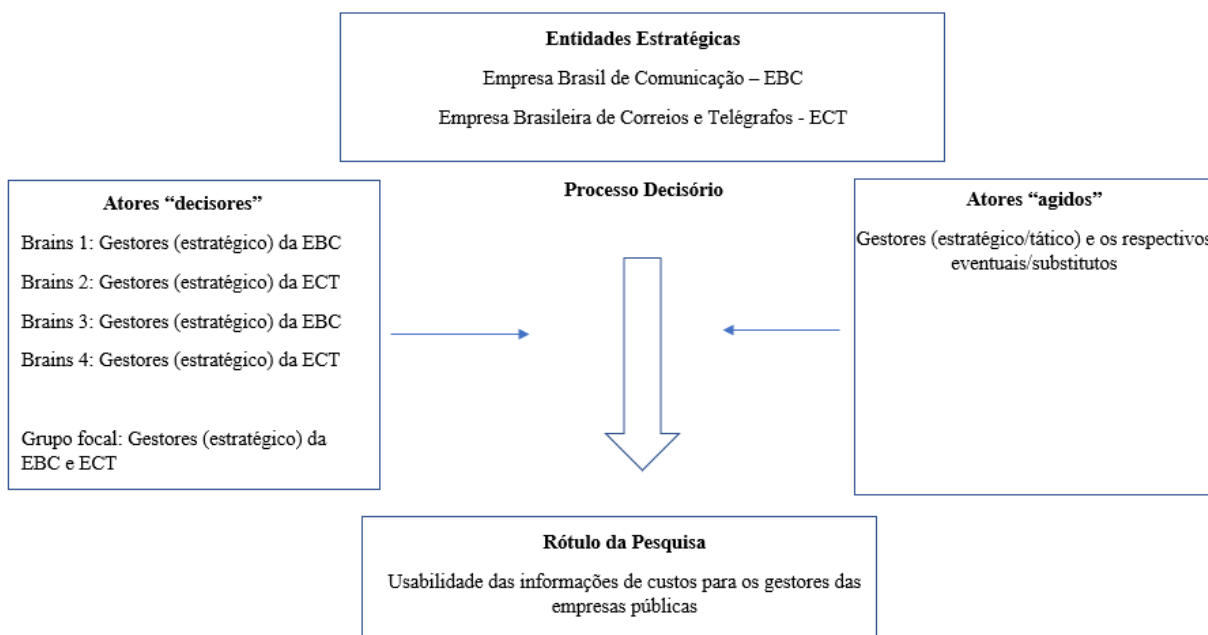 Entidades Estratégicas
Empresa Brasil de Comunicação – EBC
Empresa Brasileira de Correios e Telégrafos - ECT
Atores “decisores”
Brains 1: Gestores (estratégico) da EBC
Brains 2: Gestores (estratégico) da ECT
Brains 3: Gestores (estratégico) da EBC
Brains 4: Gestores (estratégico) da ECT
Grupo focal: Gestores (estratégico) da
EBC e ECT
Processo Decisório
Atores “agidos”
Gestores (estratégico/tático) e os respectivos
eventuais/substitutos
Rótulo da Pesquisa
Usabilidade das informações de custos para os gestores das
empresas públicas